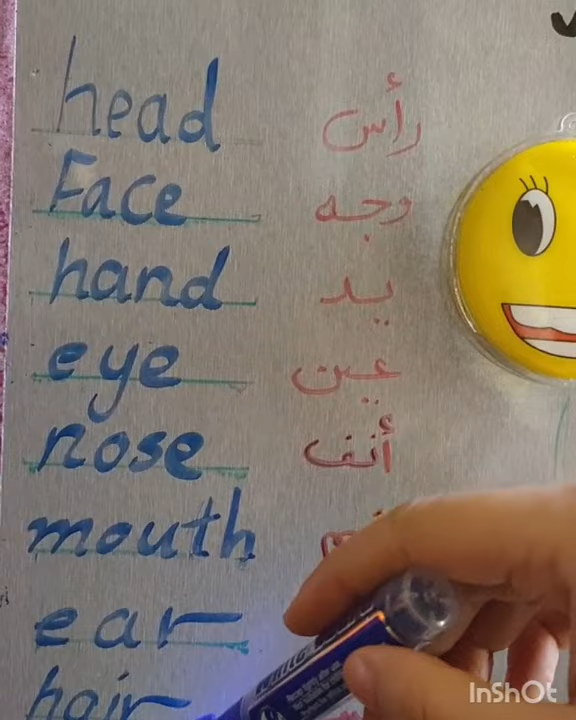 head رأس
Face وجه
hand يد
eye عين
nose أنف
mouth
ear
hair
InShOt